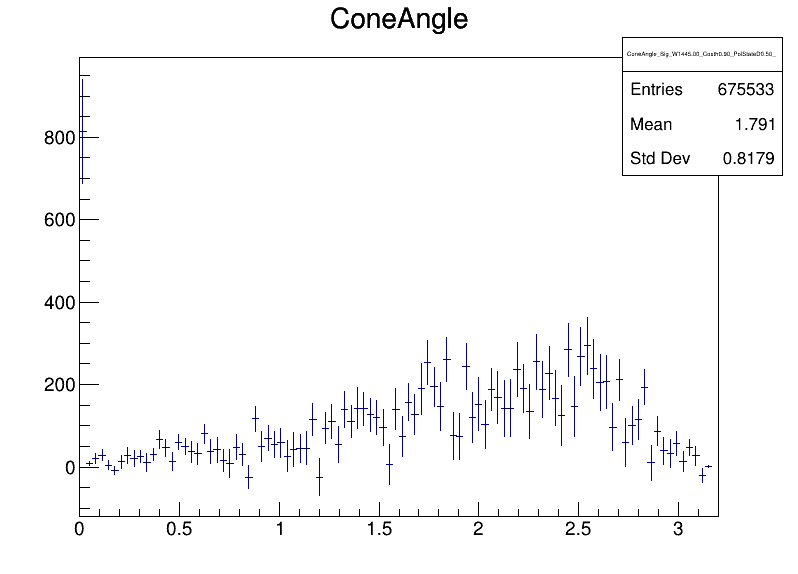 ConeAngle
ConeAngle_Sig_W1445.00_Costh0.90_PolStateD0.50_
Entries 675533
Mean 1.791
Std Dev 0.8179
800
600
400
200
0
0 0.5 1 1.5 2 2.5 3